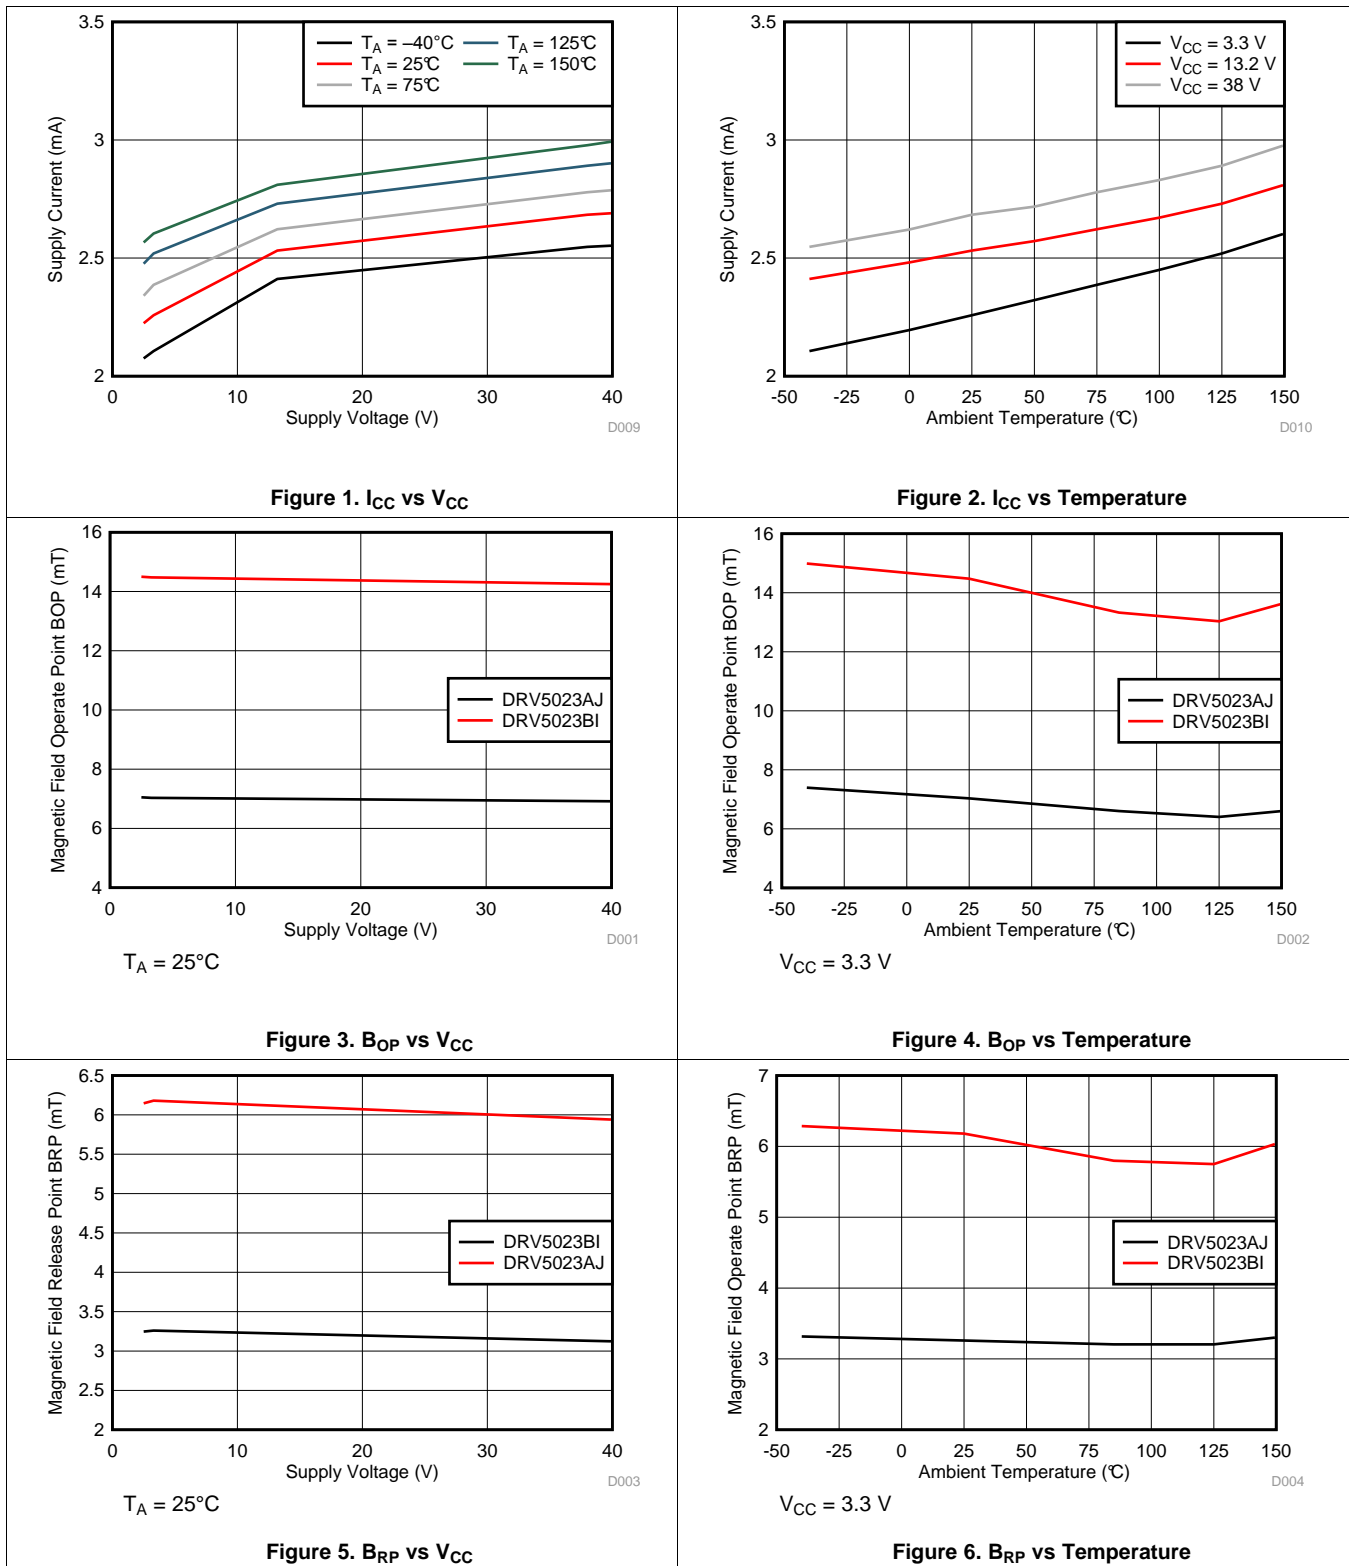 3.5
3
2.5
2
0
10
20
30
40
Supply Current (mA)
Supply Voltage (V)
T_A = –40°C
T_A = 25°C
T_A = 75°C
T_A = 125°C
T_A = 150°C
D009
Figure 1. I_CC vs V_CC
3.5
3
2.5
2
-50
-25
0
25
50
75
100
125
150
Supply Current (mA)
Ambient Temperature (°C)
V_CC = 3.3 V
V_CC = 13.2 V
V_CC = 38 V
D010
Figure 2. I_CC vs Temperature
16
14
12
10
8
6
4
0
10
20
30
40
Magnetic Field Operate Point BOP (mT)
Supply Voltage (V)
DRV5023AJ
DRV5023BI
D001
T_A = 25°C
Figure 3. B_OP vs V_CC
16
14
12
10
8
6
4
-50
-25
0
25
50
75
100
125
150
Magnetic Field Operate Point BOP (mT)
Ambient Temperature (°C)
DRV5023AJ
DRV5023BI
D002
V_CC = 3.3 V
Figure 4. B_OP vs Temperature
6.5
6
5.5
5
4.5
4
3.5
3
2.5
2
0
10
20
30
40
Magnetic Field Release Point BRP (mT)
Supply Voltage (V)
DRV5023BI
DRV5023AJ
D003
T_A = 25°C
Figure 5. B_RP vs V_CC
7
6
5
4
3
2
-50
-25
0
25
50
75
100
125
150
Magnetic Field Operate Point BRP (mT)
Ambient Temperature (°C)
DRV5023AJ
DRV5023BI
D004
V_CC = 3.3 V
Figure 6. B_RP vs Temperature